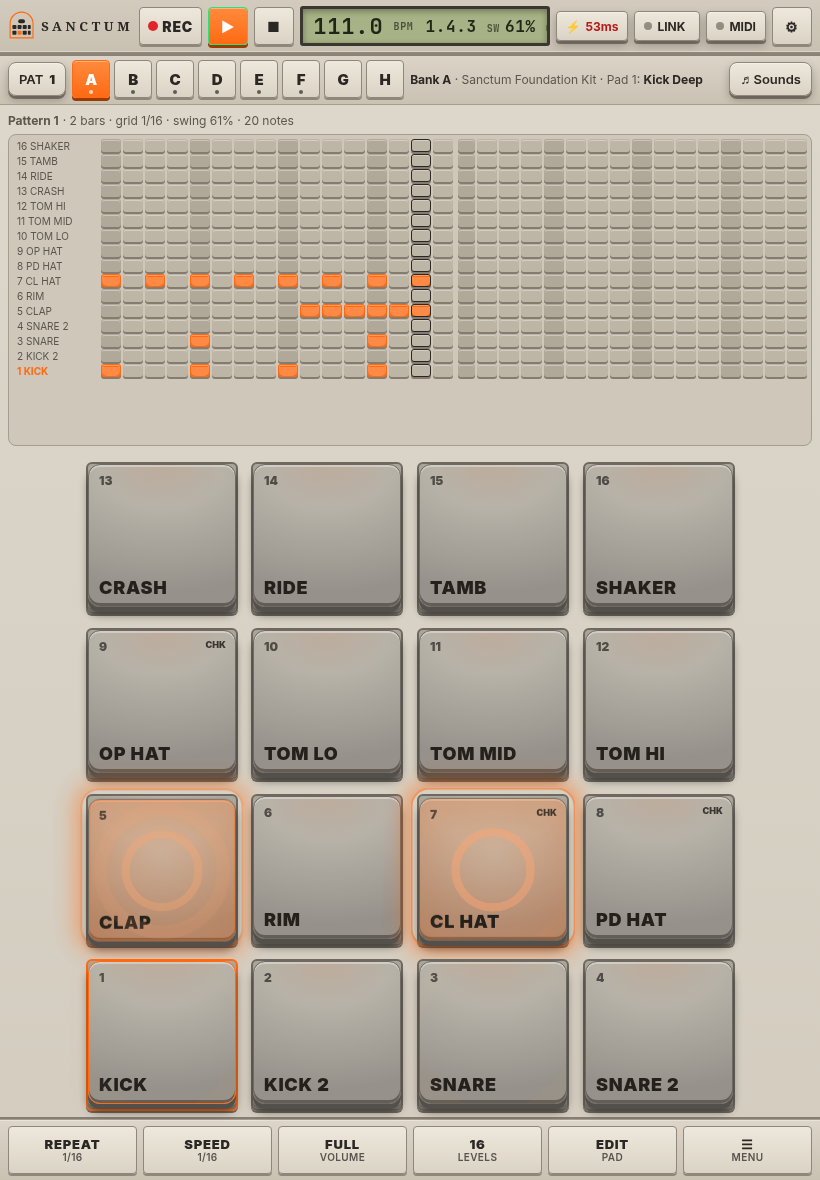 SANCTUM
REC
111.0 BPM 1.4.3 SW 61%
53ms
LINK
MIDI
PAT 1
A B C D E F G H
Bank A · Sanctum Foundation Kit · Pad 1: Kick Deep
Sounds
Pattern 1 · 2 bars · grid 1/16 · swing 61% · 20 notes
16 SHAKER
15 TAMB
14 RIDE
13 CRASH
12 TOM HI
11 TOM MID
10 TOM LO
9 OP HAT
8 PD HAT
7 CL HAT
6 RIM
5 CLAP
4 SNARE 2
3 SNARE
2 KICK 2
1 KICK
13 14 15 16
CRASH RIDE TAMB SHAKER
9 CHK 10 11 12
OP HAT TOM LO TOM MID TOM HI
5 6 7 CHK 8 CHK
CLAP RIM CL HAT PD HAT
1 2 3 4
KICK KICK 2 SNARE SNARE 2
REPEAT
1/16
SPEED
1/16
FULL
VOLUME
16
LEVELS
EDIT
PAD
MENU